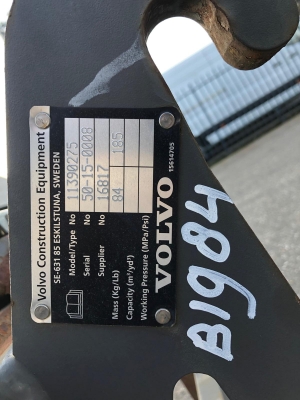 Volvo Construction Equipment
SE-631 85 ESKILSTUNA, SWEDEN
Model/Type No 11390275
Serial No 50-15-0008
Supplier No 16817
Mass (Kg/Lb) 84 185
Capacity (m³/yd³)
Working Pressure (MPa/Psi)
VOLVO
15614705
B1984